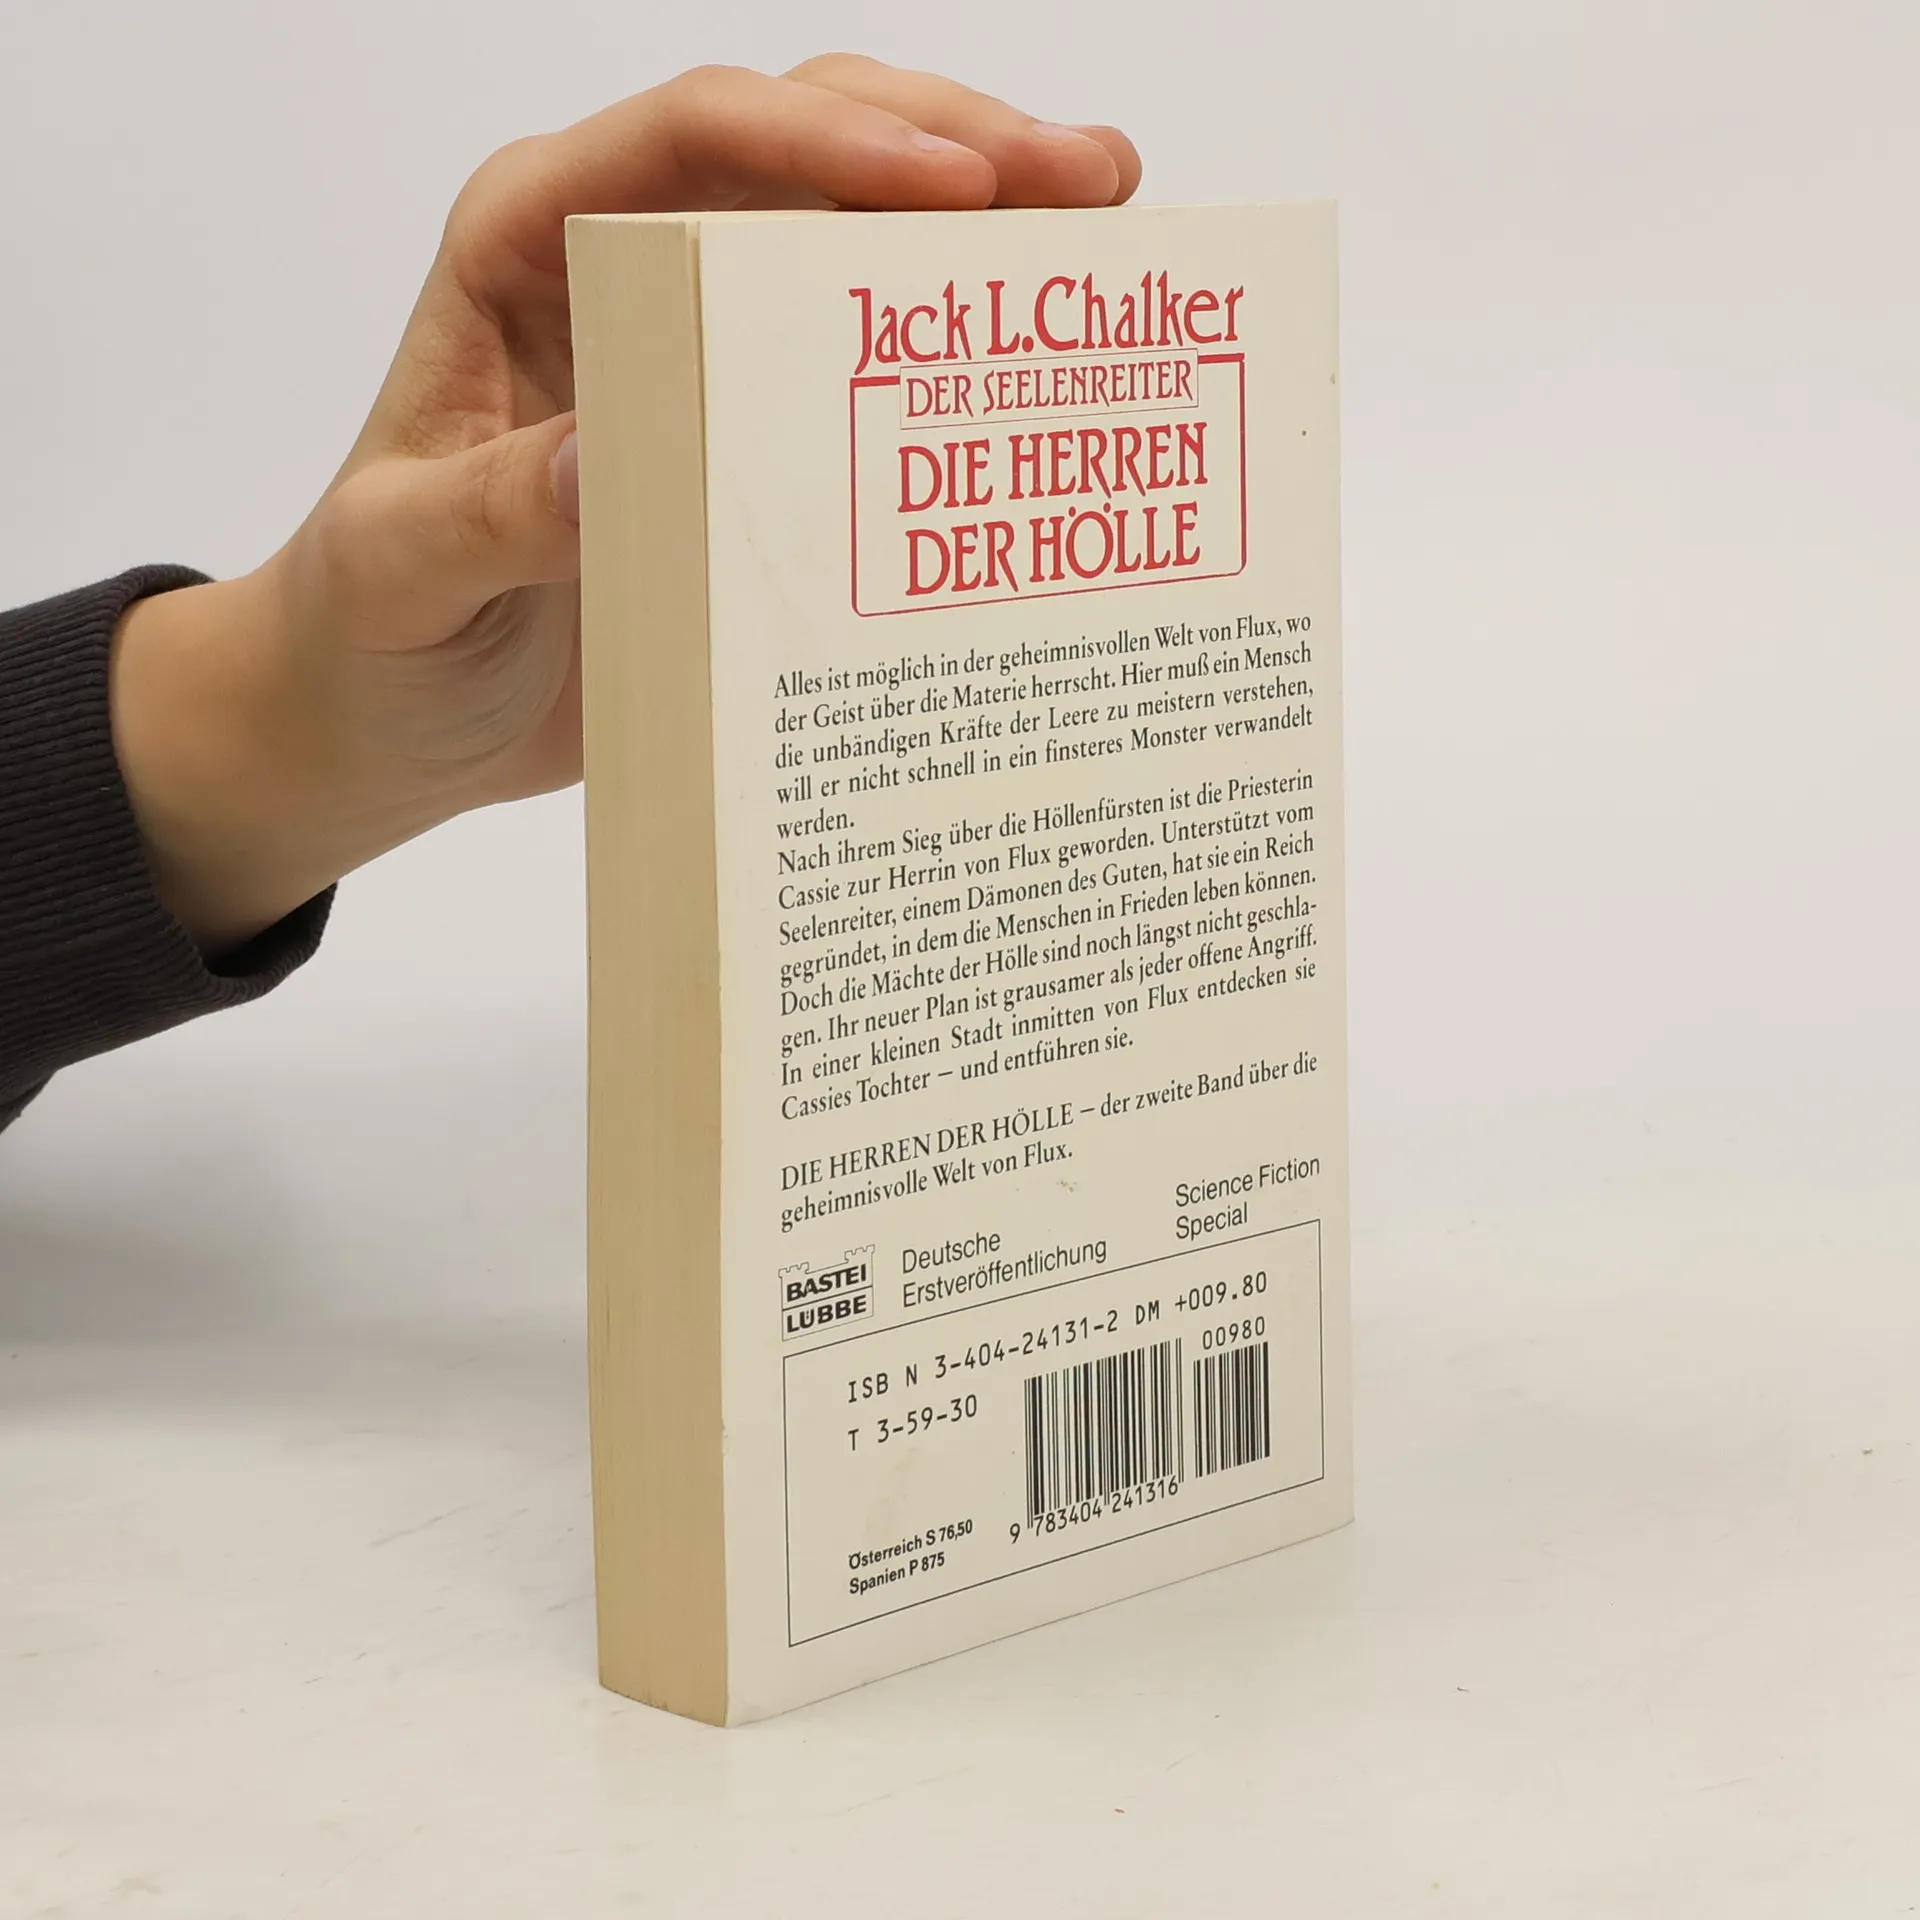 Jack L. Chalker
DER SEELENREITER
DIE HERREN
DER HÖLLE
Alles ist möglich in der geheimnisvollen Welt von Flux, wo
der Geist über die Materie herrscht. Hier muß ein Mensch
die unbändigen Kräfte der Leere zu meistern verstehen,
will er nicht schnell in ein finsteres Monster verwandelt
werden.
Nach ihrem Sieg über die Höllenfürsten ist die Priesterin
Cassie zur Herrin von Flux geworden. Unterstützt vom
Seelenreiter, einem Dämonen des Guten, hat sie ein Reich
gegründet, in dem die Menschen in Frieden leben können.
Doch die Mächte der Hölle sind noch längst nicht geschla-
gen. Ihr neuer Plan ist grausamer als jeder offene Angriff.
In einer kleinen Stadt inmitten von Flux entdecken sie
Cassies Tochter – und entführen sie.
DIE HERREN DER HÖLLE – der zweite Band über die
geheimnisvolle Welt von Flux.
Science Fiction
Special
BASTEI
LÜBBE
Deutsche
Erstveröffentlichung
ISB N 3-404-24131-2 DM +009.80
T 3-59-30
00980
9 783404 241316
Österreich S 76,50
Spanien P 875